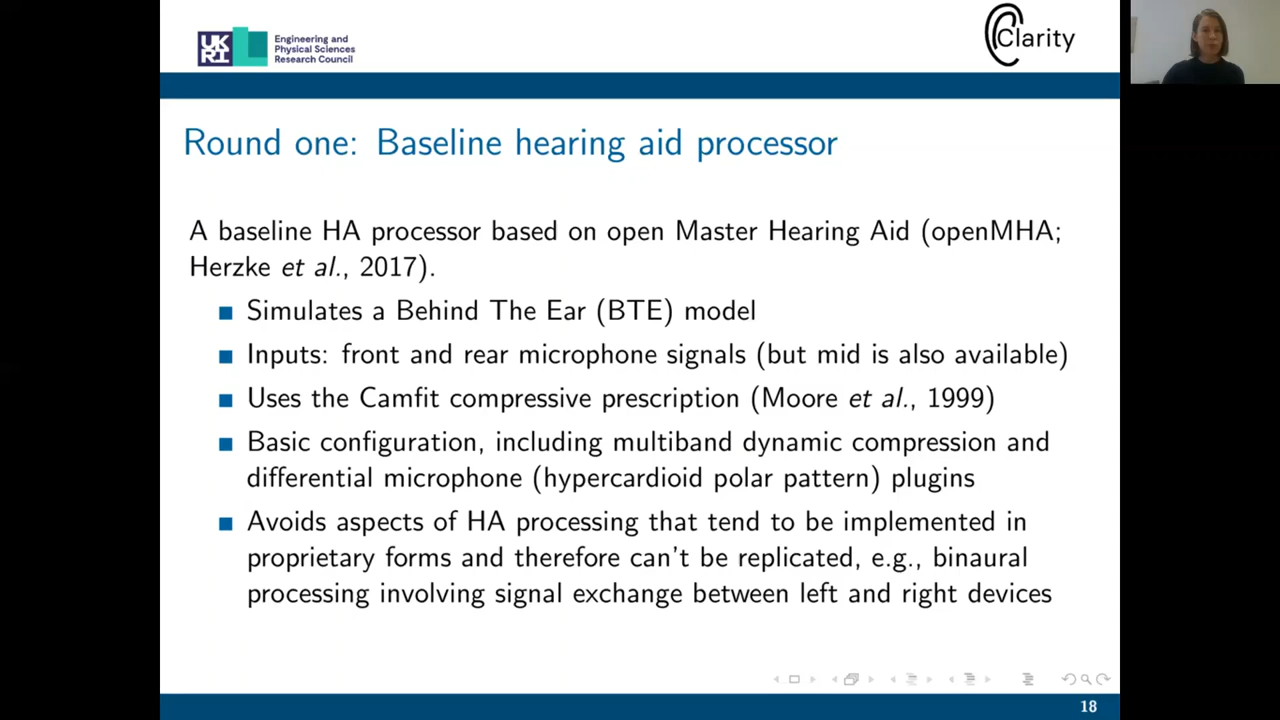 UK
RI
Engineering and
Physical Sciences
Research Council
Clarity
Round one: Baseline hearing aid processor
A baseline HA processor based on open Master Hearing Aid (openMHA;
Herzke et al., 2017).
Simulates a Behind The Ear (BTE) model
Inputs: front and rear microphone signals (but mid is also available)
Uses the Camfit compressive prescription (Moore et al., 1999)
Basic configuration, including multiband dynamic compression and
differential microphone (hypercardioid polar pattern) plugins
Avoids aspects of HA processing that tend to be implemented in
proprietary forms and therefore can't be replicated, e.g., binaural
processing involving signal exchange between left and right devices
18